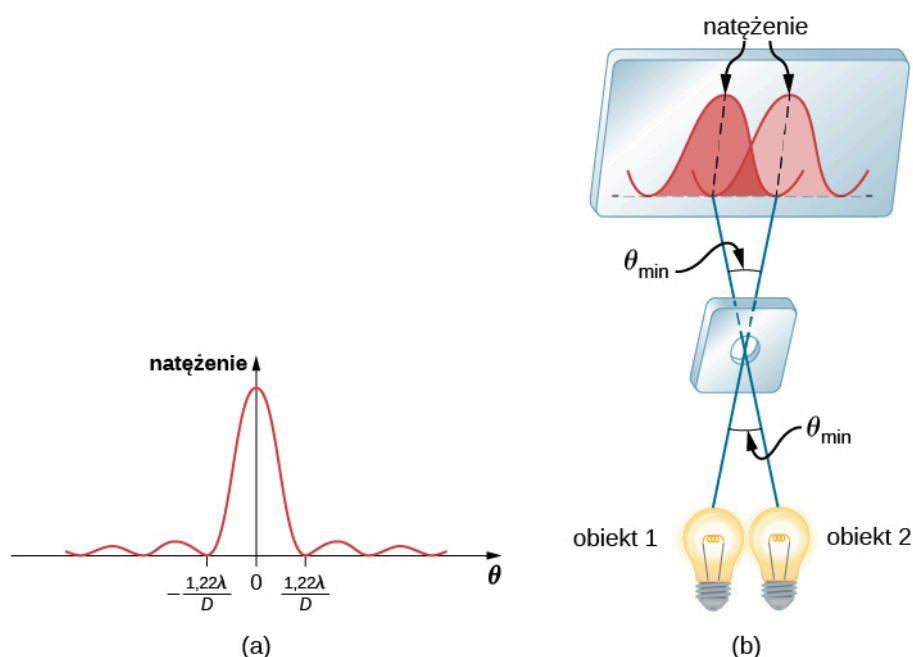 natężenie
θmin
θmin
obiekt 1
obiekt 2
(b)
natężenie
θ
−1,22λ/D
0
1,22λ/D
(a)